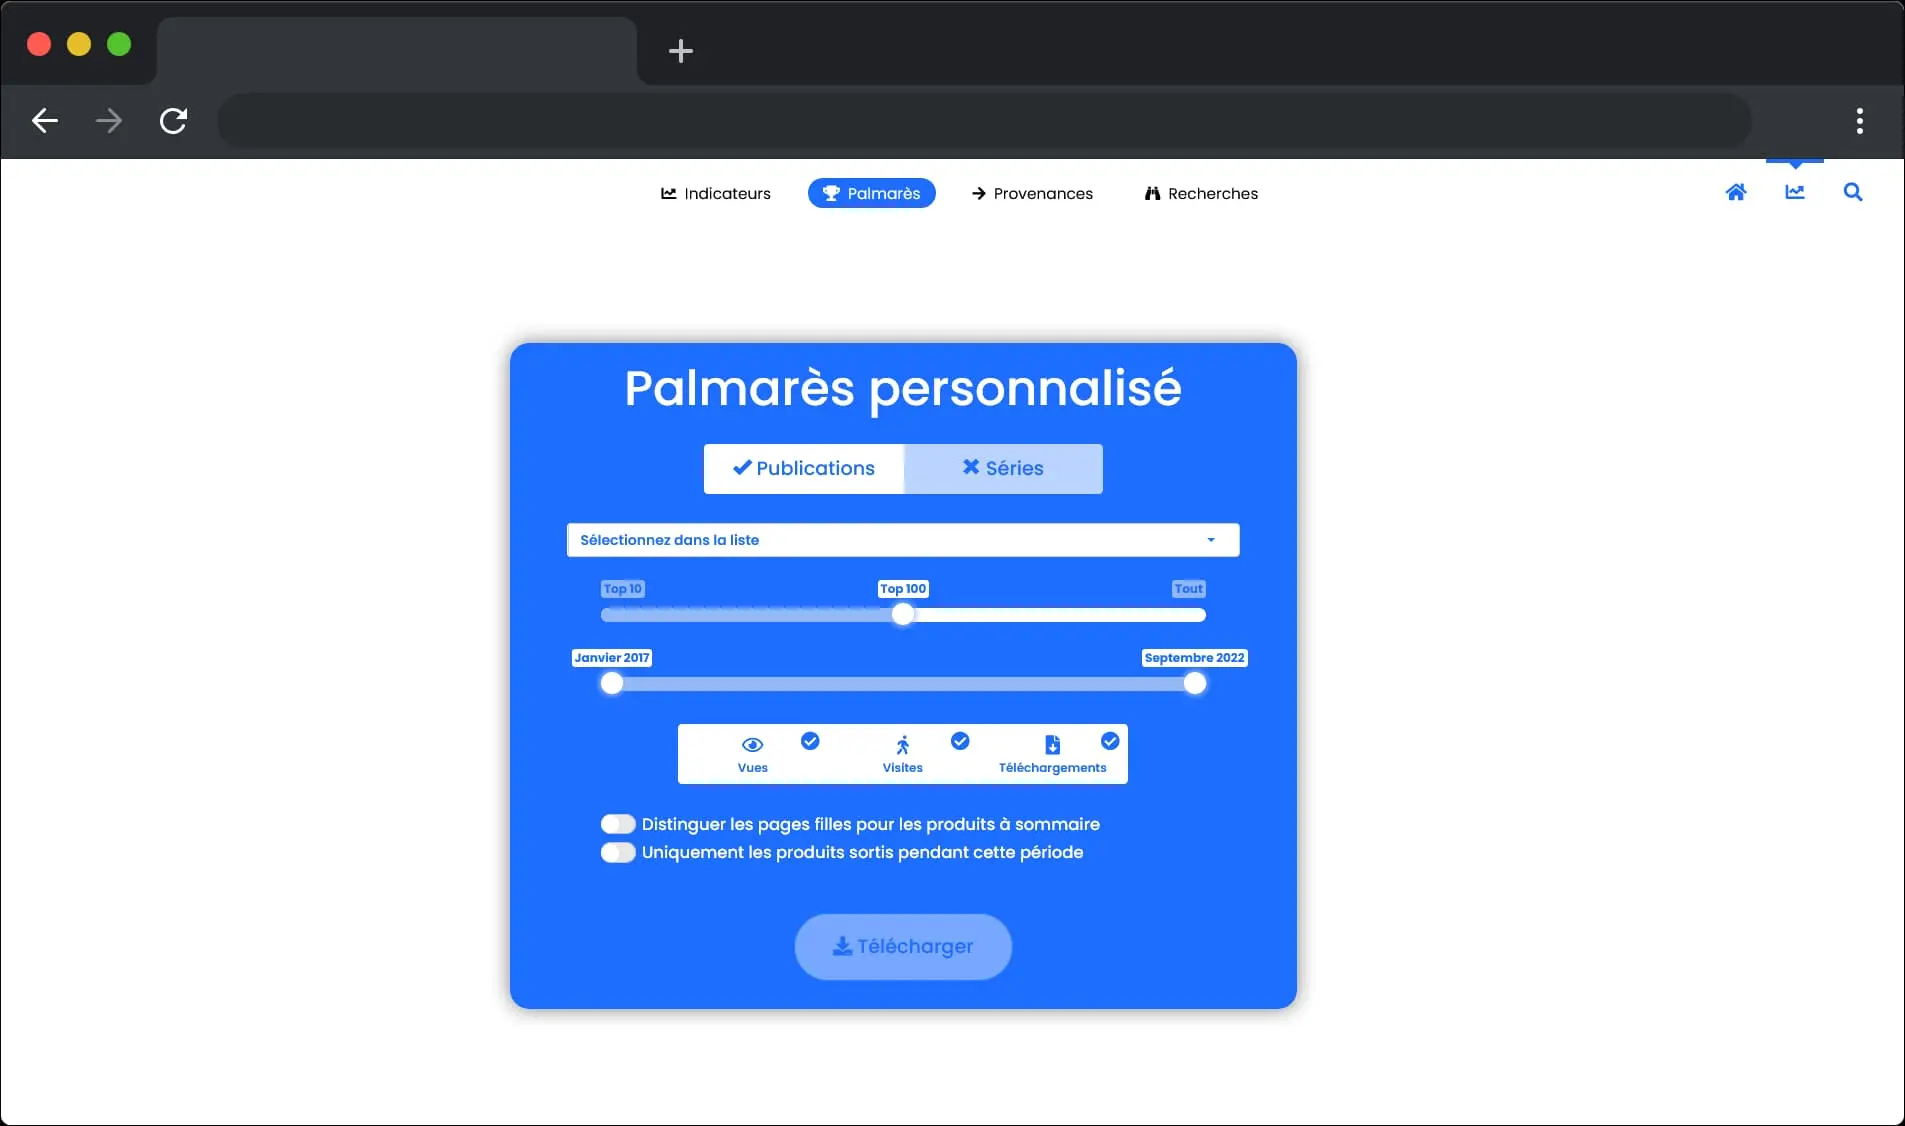 Indicateurs Palmarès Provenances Recherches
Palmarès personnalisé
Publications Séries
Sélectionnez dans la liste
Top 10 Top 100 Tout
Janvier 2017 Septembre 2022
Vues Visites Téléchargements
Distinguer les pages filles pour les produits à sommaire
Uniquement les produits sortis pendant cette période
Télécharger